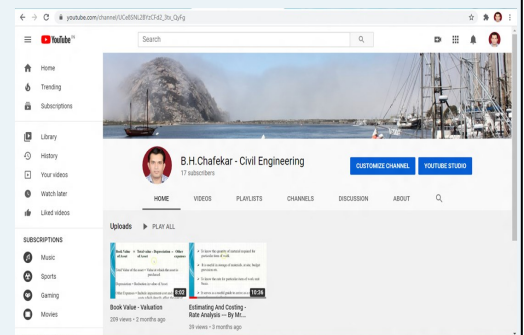 youtube.com/channel/UCe8SNL2BYzCFd2_3to_QyFg
YouTube
Search
Home
Trending
Subscriptions
Library
History
Your videos
Watch later
Liked videos
SUBSCRIPTIONS
Music
Sports
Gaming
Movies
B.H.Chafekar - Civil Engineering
17 subscribers
CUSTOMIZE CHANNEL
YOUTUBE STUDIO
HOME VIDEOS PLAYLISTS CHANNELS DISCUSSION ABOUT
Uploads PLAY ALL
8:02
10:36
Book Value - Valuation
209 views • 2 months ago
Estimating And Costing -
Rate Analysis --- By Mr...
39 views • 3 months ago